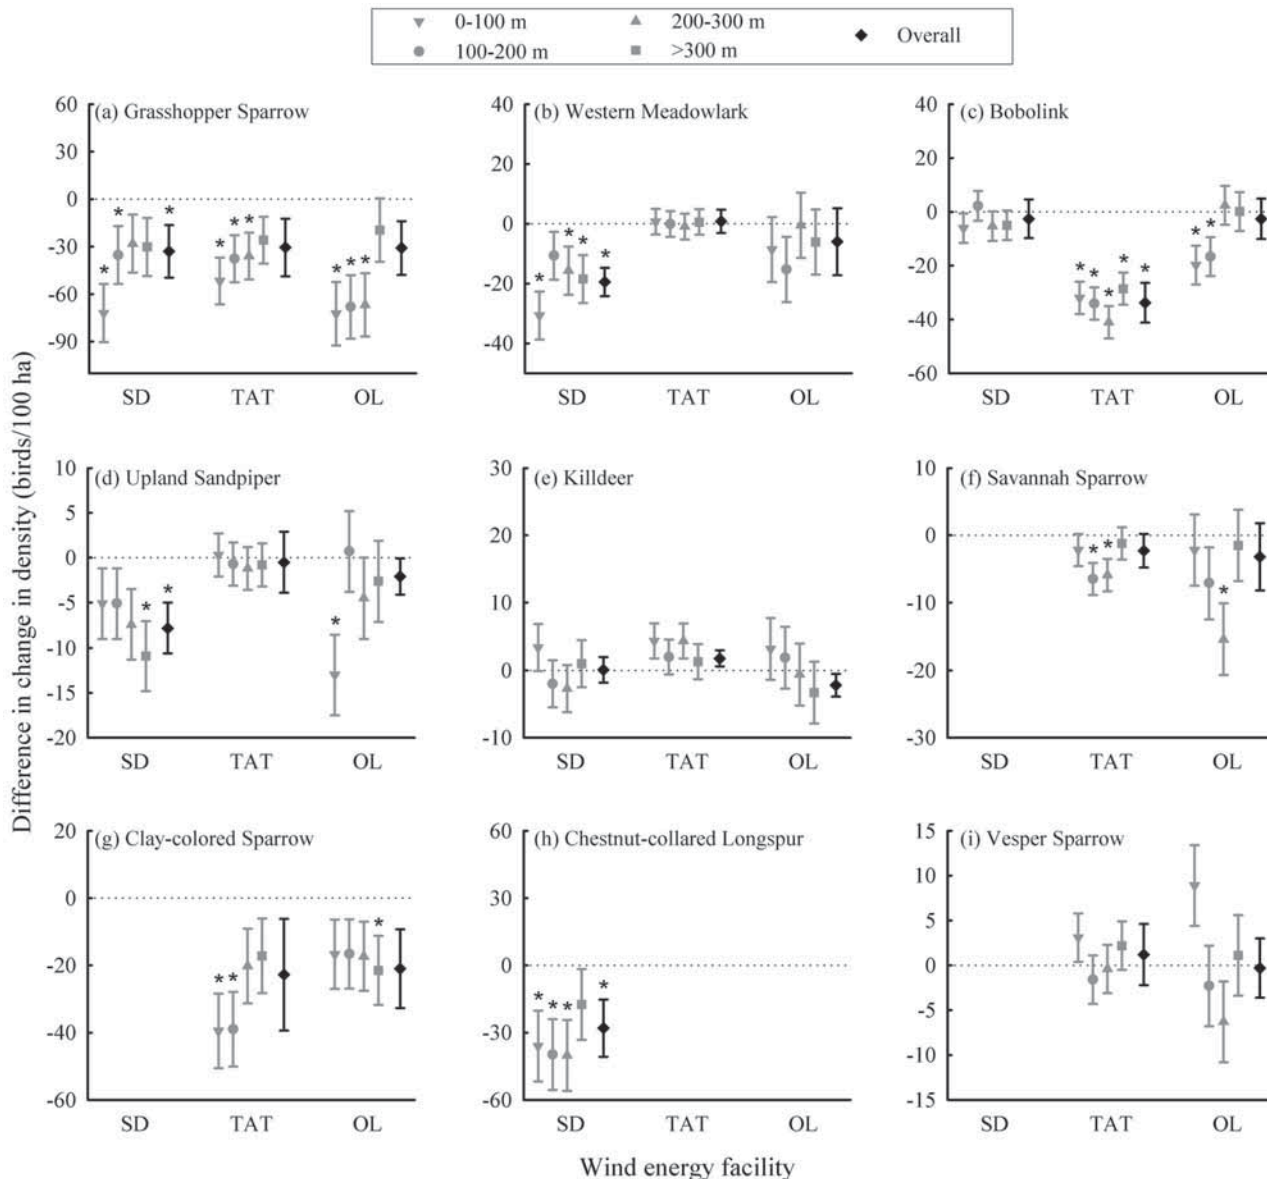 0-100 m 200-300 m Overall
100-200 m >300 m
Difference in change in density (birds/100 ha)
(a) Grasshopper Sparrow
60
30
0
-30
-60
-90
* * * * * * * * * *
SD TAT OL
(b) Western Meadowlark
40
20
0
-20
-40
* * * *
SD TAT OL
(c) Bobolink
40
20
0
-20
-40
-60
* * * * * * *
SD TAT OL
(d) Upland Sandpiper
10
5
0
-5
-10
-15
-20
* * *
SD TAT OL
(e) Killdeer
30
20
10
0
-10
SD TAT OL
(f) Savannah Sparrow
10
0
-10
-20
-30
* * *
SD TAT OL
(g) Clay-colored Sparrow
20
0
-20
-40
-60
* * *
SD TAT OL
(h) Chestnut-collared Longspur
60
30
0
-30
-60
* * * *
SD TAT OL
(i) Vesper Sparrow
15
10
5
0
-5
-10
-15
SD TAT OL
Wind energy facility